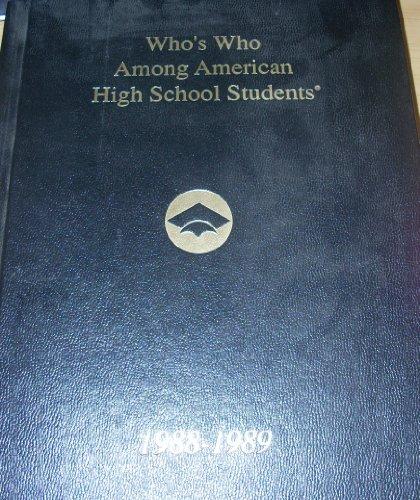 Who's Who
Among American
High School Students®
1988-1989